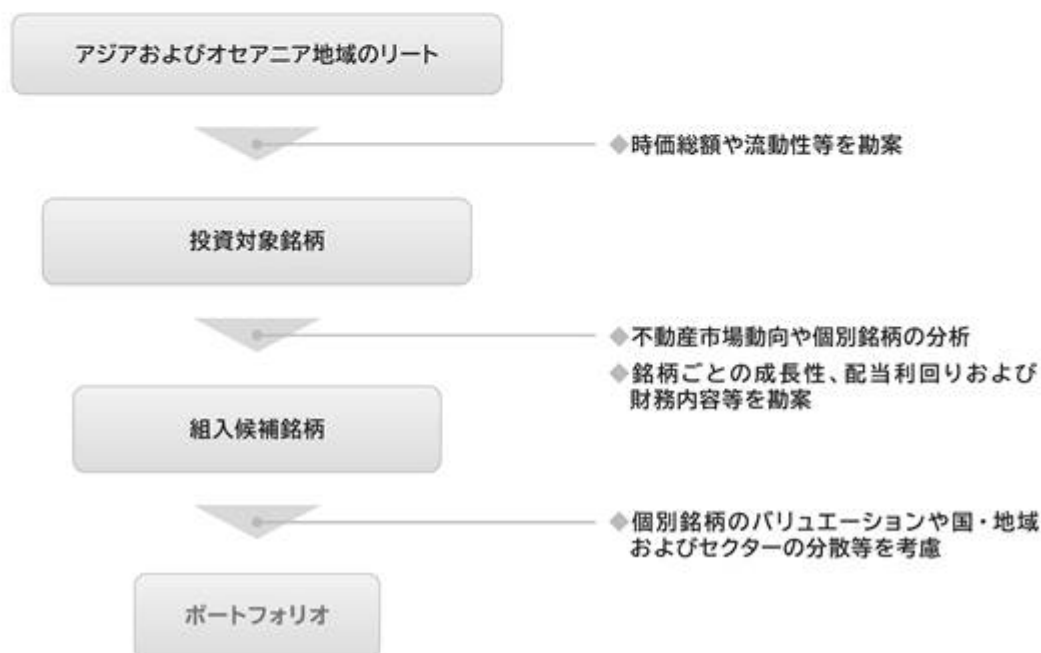 アジアおよびオセアニア地域のリート
◆時価総額や流動性等を勘案
投資対象銘柄
◆不動産市場動向や個別銘柄の分析
◆銘柄ごとの成長性、配当利回りおよび
財務内容等を勘案
組入候補銘柄
◆個別銘柄のバリュエーションや国・地域
およびセクターの分散等を考慮
ポートフォリオ